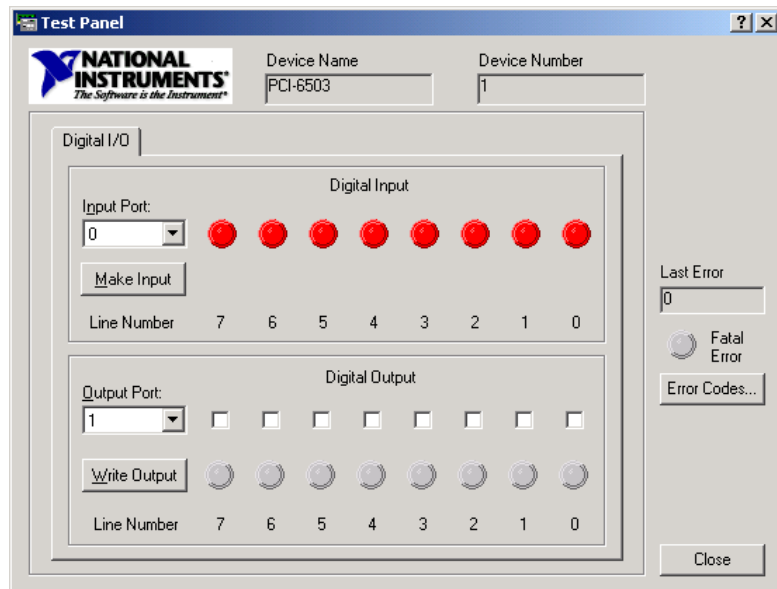 Test Panel
NATIONAL
INSTRUMENTS®
The Software is the Instrument®
Device Name
PCI-6503
Device Number
1
Digital I/O
Digital Input
Input Port:
0
Make Input
Line Number 7 6 5 4 3 2 1 0
Digital Output
Output Port:
1
Write Output
Line Number 7 6 5 4 3 2 1 0
Last Error
0
Fatal
Error
Error Codes...
Close